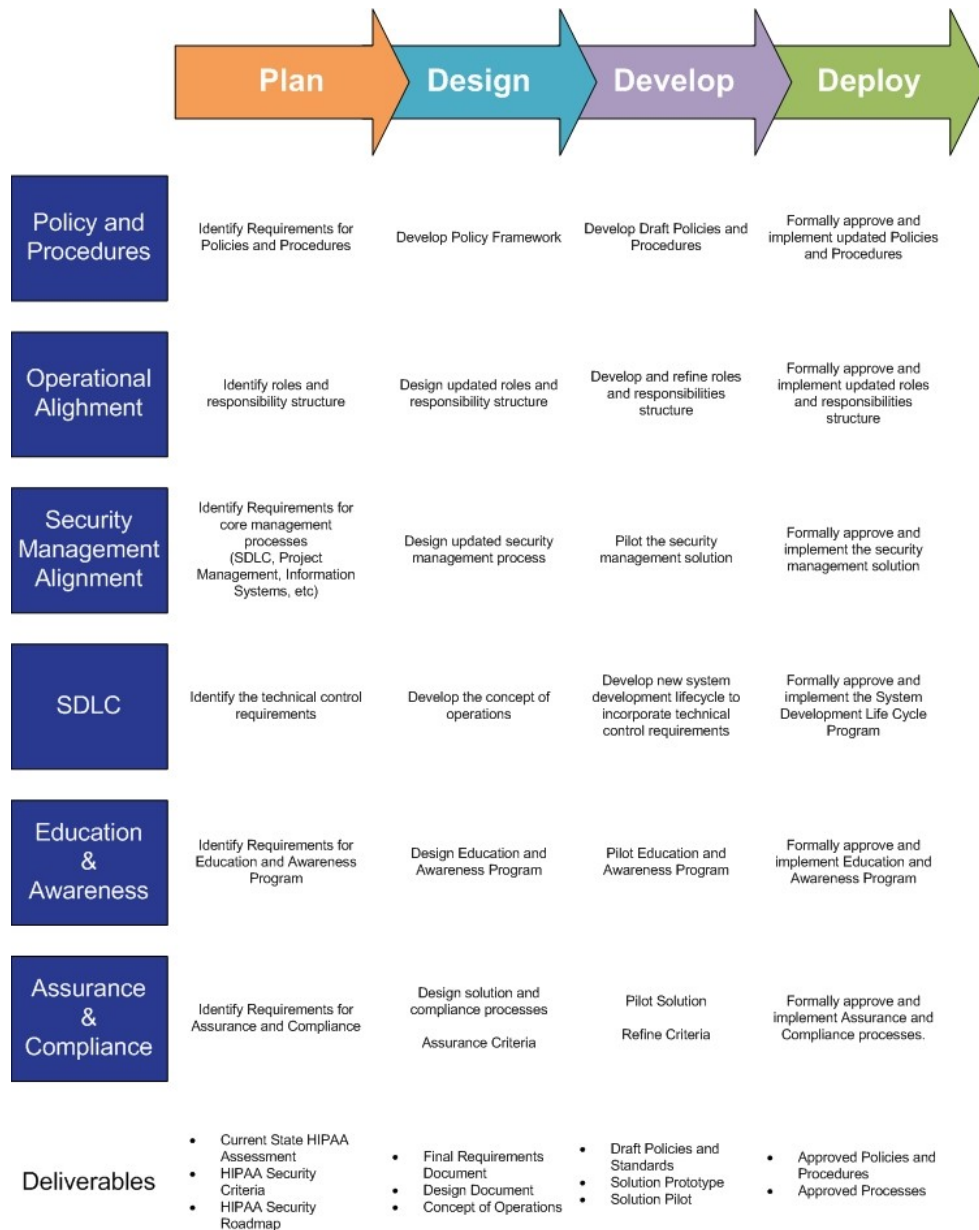 Plan
Design
Develop
Deploy
Policy and
Procedures
Identify Requirements for
Policies and Procedures
Develop Policy Framework
Develop Draft Policies and
Procedures
Formally approve and
implement updated Policies
and Procedures
Operational
Alighment
Identify roles and
responsibility structure
Design updated roles and
responsibility structure
Develop and refine roles
and responsibilities
structure
Formally approve and
implement updated roles
and responsibilities
structure
Security
Management
Alignment
Identify Requirements for
core management
processes
(SDLC, Project
Management, Information
Systems, etc)
Design updated security
management process
Pilot the security
management solution
Formally approve and
implement the security
management solution
SDLC
Identify the technical control
requirements
Develop the concept of
operations
Develop new system
development lifecycle to
incorporate technical
control requirements
Formally approve and
implement the System
Development Life Cycle
Program
Education
&
Awareness
Identify Requirements for
Education and Awareness
Program
Design Education and
Awareness Program
Pilot Education and
Awareness Program
Formally approve and
implement Education and
Awareness Program
Assurance
&
Compliance
Identify Requirements for
Assurance and Compliance
Design solution and
compliance processes
Assurance Criteria
Pilot Solution
Refine Criteria
Formally approve and
implement Assurance and
Compliance processes.
Deliverables
• Current State HIPAA
Assessment
• HIPAA Security
Criteria
• HIPAA Security
Roadmap
• Final Requirements
Document
• Design Document
• Concept of Operations
• Draft Policies and
Standards
• Solution Prototype
• Solution Pilot
• Approved Policies and
Procedures
• Approved Processes